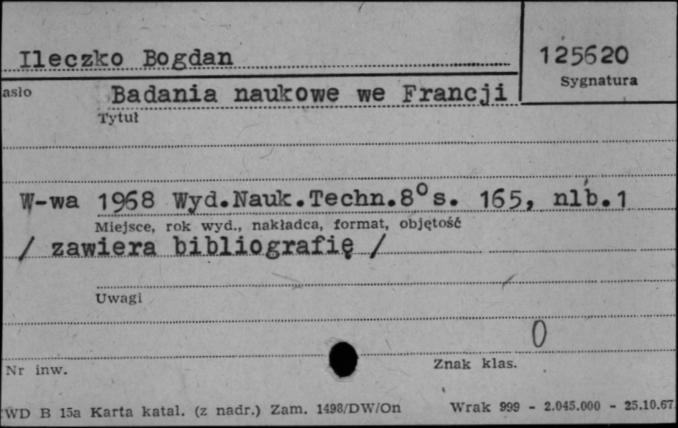 Ileczko Bogdan
125620
Sygnatura
asło
Badania naukowe we Francji
Tytuł
W-wa 1968 Wyd.Nauk.Techn.8° s. 165, nlb.1
Miejsce, rok wyd., nakładca, format, objętość
/ zawiera bibliografię /
Uwagi
0
Nr inw.
Znak klas.
WD B 15a Karta katal. (z nadr.) Zam. 1498/DW/On Wrak 999 - 2.045.000 - 25.10.67